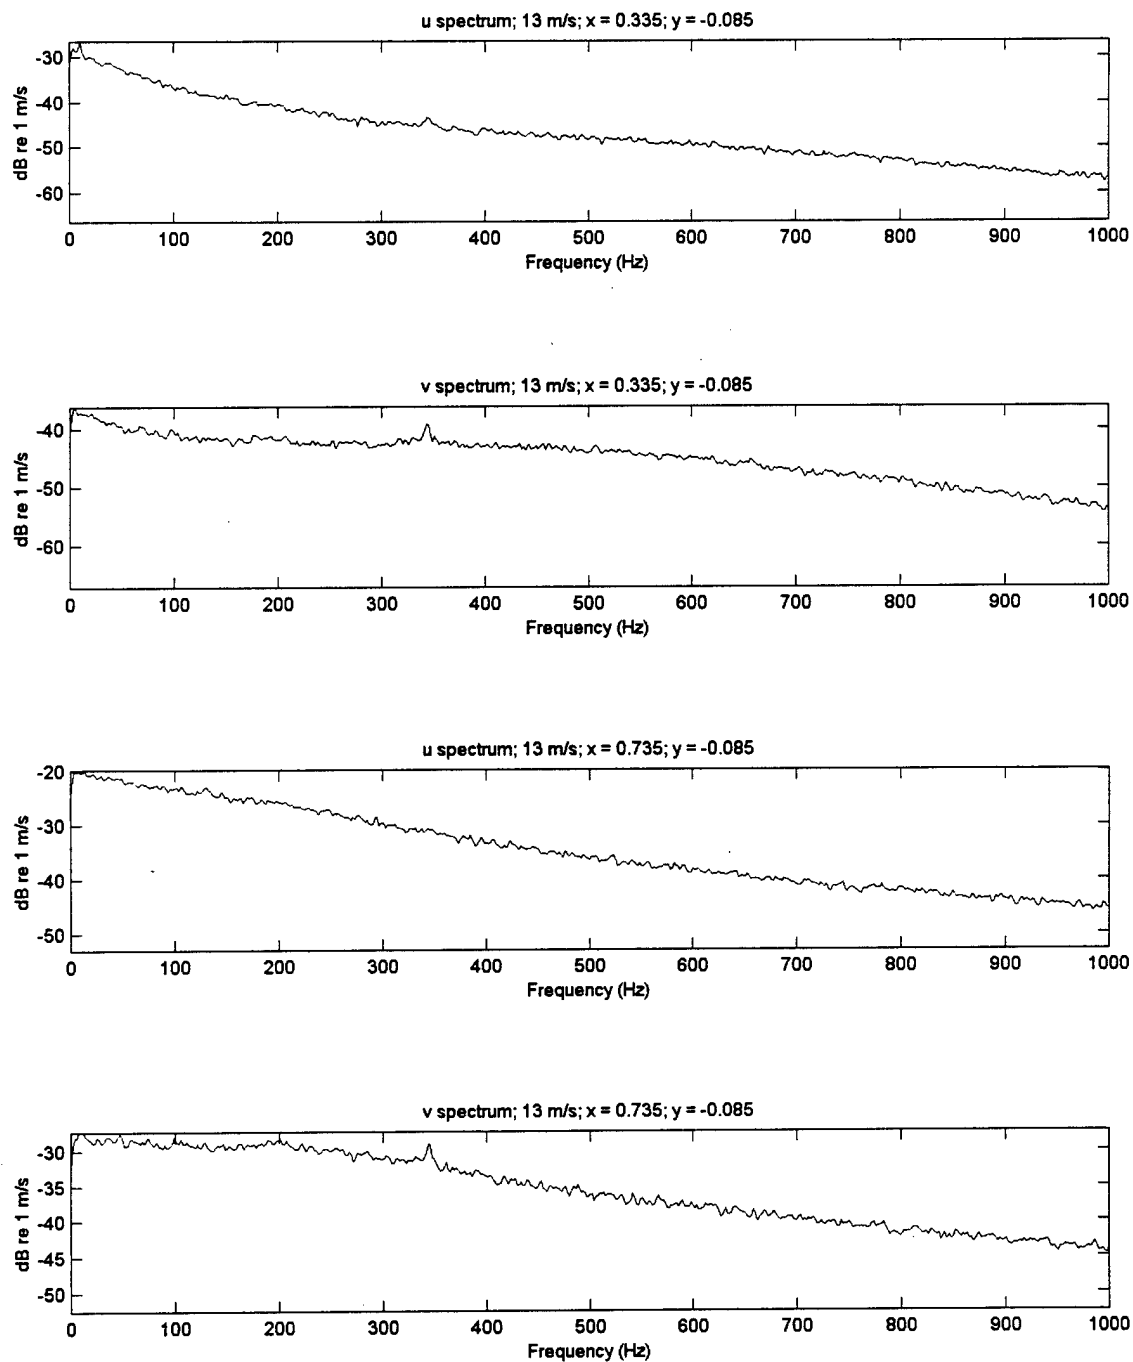 u spectrum; 13 m/s; x = 0.335; y = -0.085
dB re 1 m/s
-30
-40
-50
-60
0 100 200 300 400 500 600 700 800 900 1000
Frequency (Hz)
v spectrum; 13 m/s; x = 0.335; y = -0.085
dB re 1 m/s
-40
-50
-60
0 100 200 300 400 500 600 700 800 900 1000
Frequency (Hz)
u spectrum; 13 m/s; x = 0.735; y = -0.085
dB re 1 m/s
-20
-30
-40
-50
0 100 200 300 400 500 600 700 800 900 1000
Frequency (Hz)
v spectrum; 13 m/s; x = 0.735; y = -0.085
dB re 1 m/s
-30
-35
-40
-45
-50
0 100 200 300 400 500 600 700 800 900 1000
Frequency (Hz)